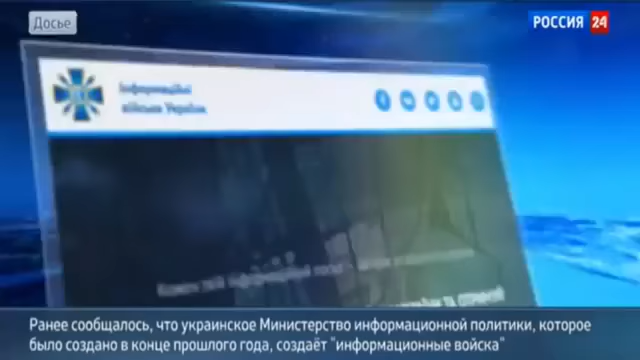 Досье
РОССИЯ 24
Інформаційні
війська України
Ранее сообщалось, что украинское Министерство информационной политики, которое
было создано в конце прошлого года, создаёт "информационные войска"